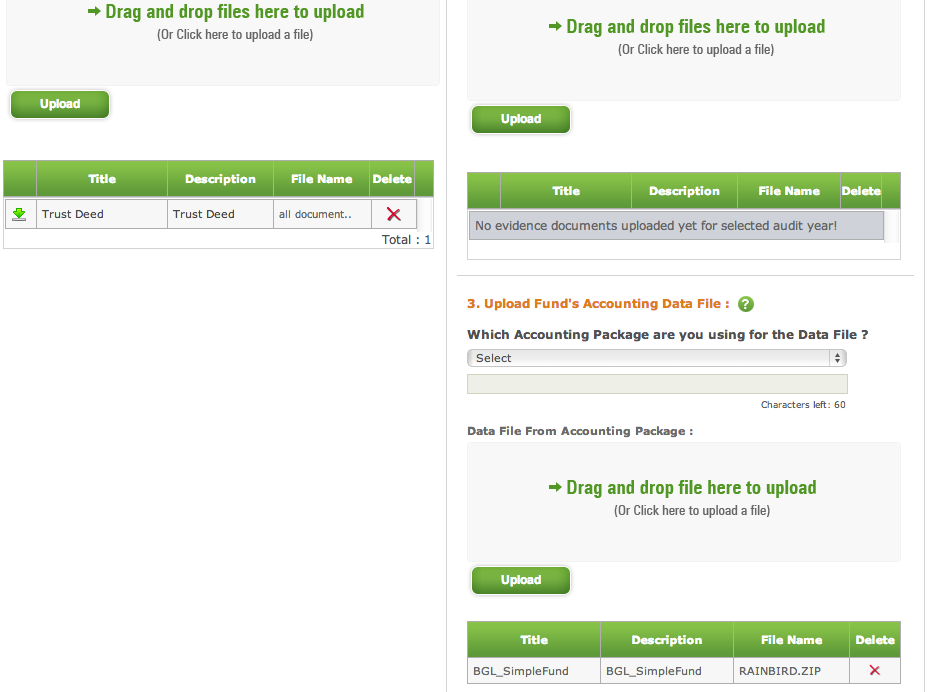 Drag and drop files here to upload
(Or Click here to upload a file)
Upload
Title Description File Name Delete
Trust Deed Trust Deed all document..
Total : 1
Drag and drop files here to upload
(Or Click here to upload a file)
Upload
Title Description File Name Delete
No evidence documents uploaded yet for selected audit year!
3. Upload Fund's Accounting Data File : ?
Which Accounting Package are you using for the Data File ?
Select
Characters left: 60
Data File From Accounting Package :
Drag and drop file here to upload
(Or Click here to upload a file)
Upload
Title Description File Name Delete
BGL_SimpleFund BGL_SimpleFund RAINBIRD.ZIP